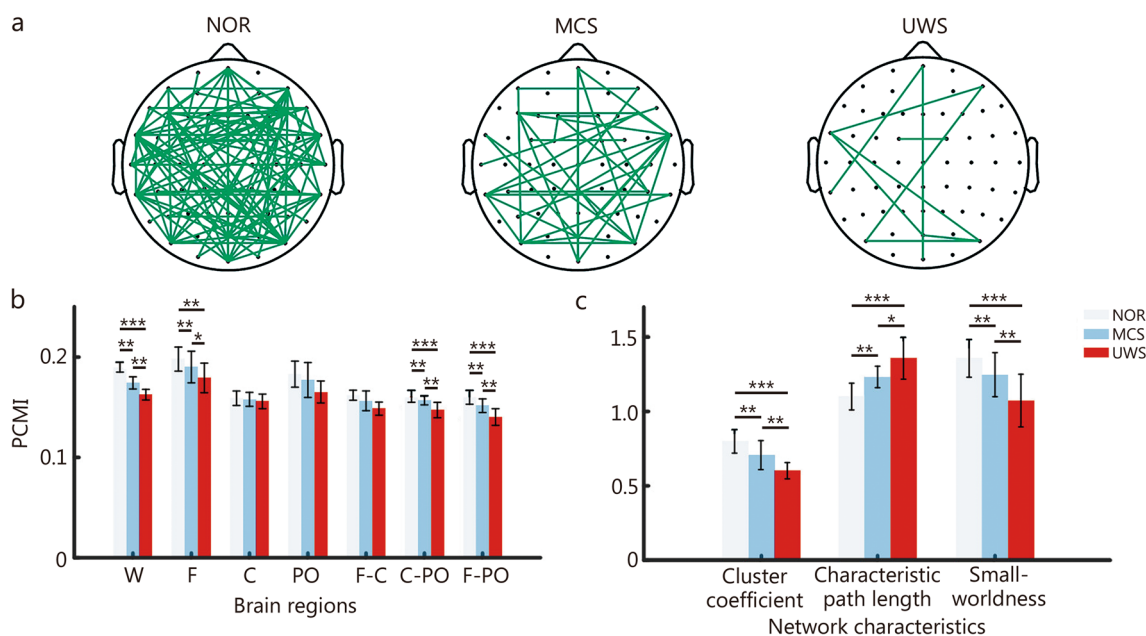 a
NOR
MCS
UWS
b
PCMI
0.2
0.1
0
** 
*** ** *
*** ***
** ** ** **
** ** **
W F C PO F-C C-PO F-PO
Brain regions
c
1.5
1.0
0.5
0
*** ***
* **
*** ** **
** **
Cluster coefficient
Characteristic path length
Small-worldness
Network characteristics
NOR
MCS
UWS